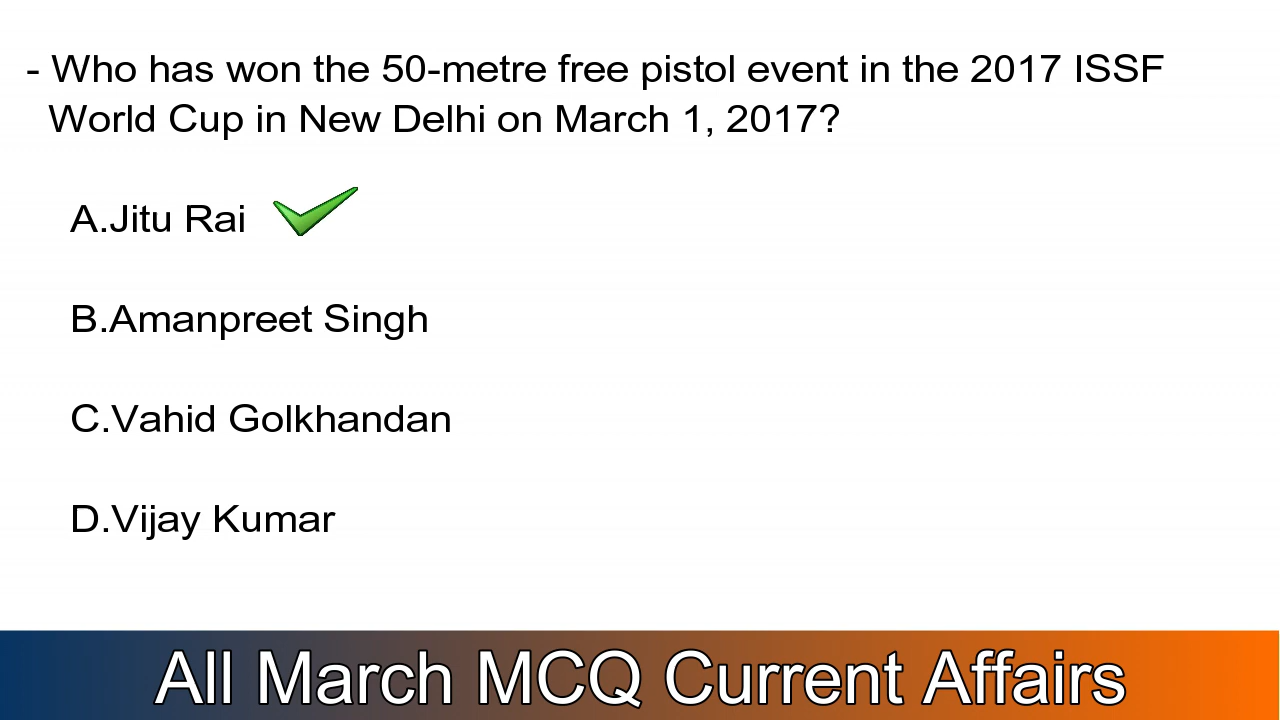 - Who has won the 50-metre free pistol event in the 2017 ISSF
World Cup in New Delhi on March 1, 2017?
A.Jitu Rai
B.Amanpreet Singh
C.Vahid Golkhandan
D.Vijay Kumar
All March MCQ Current Affairs